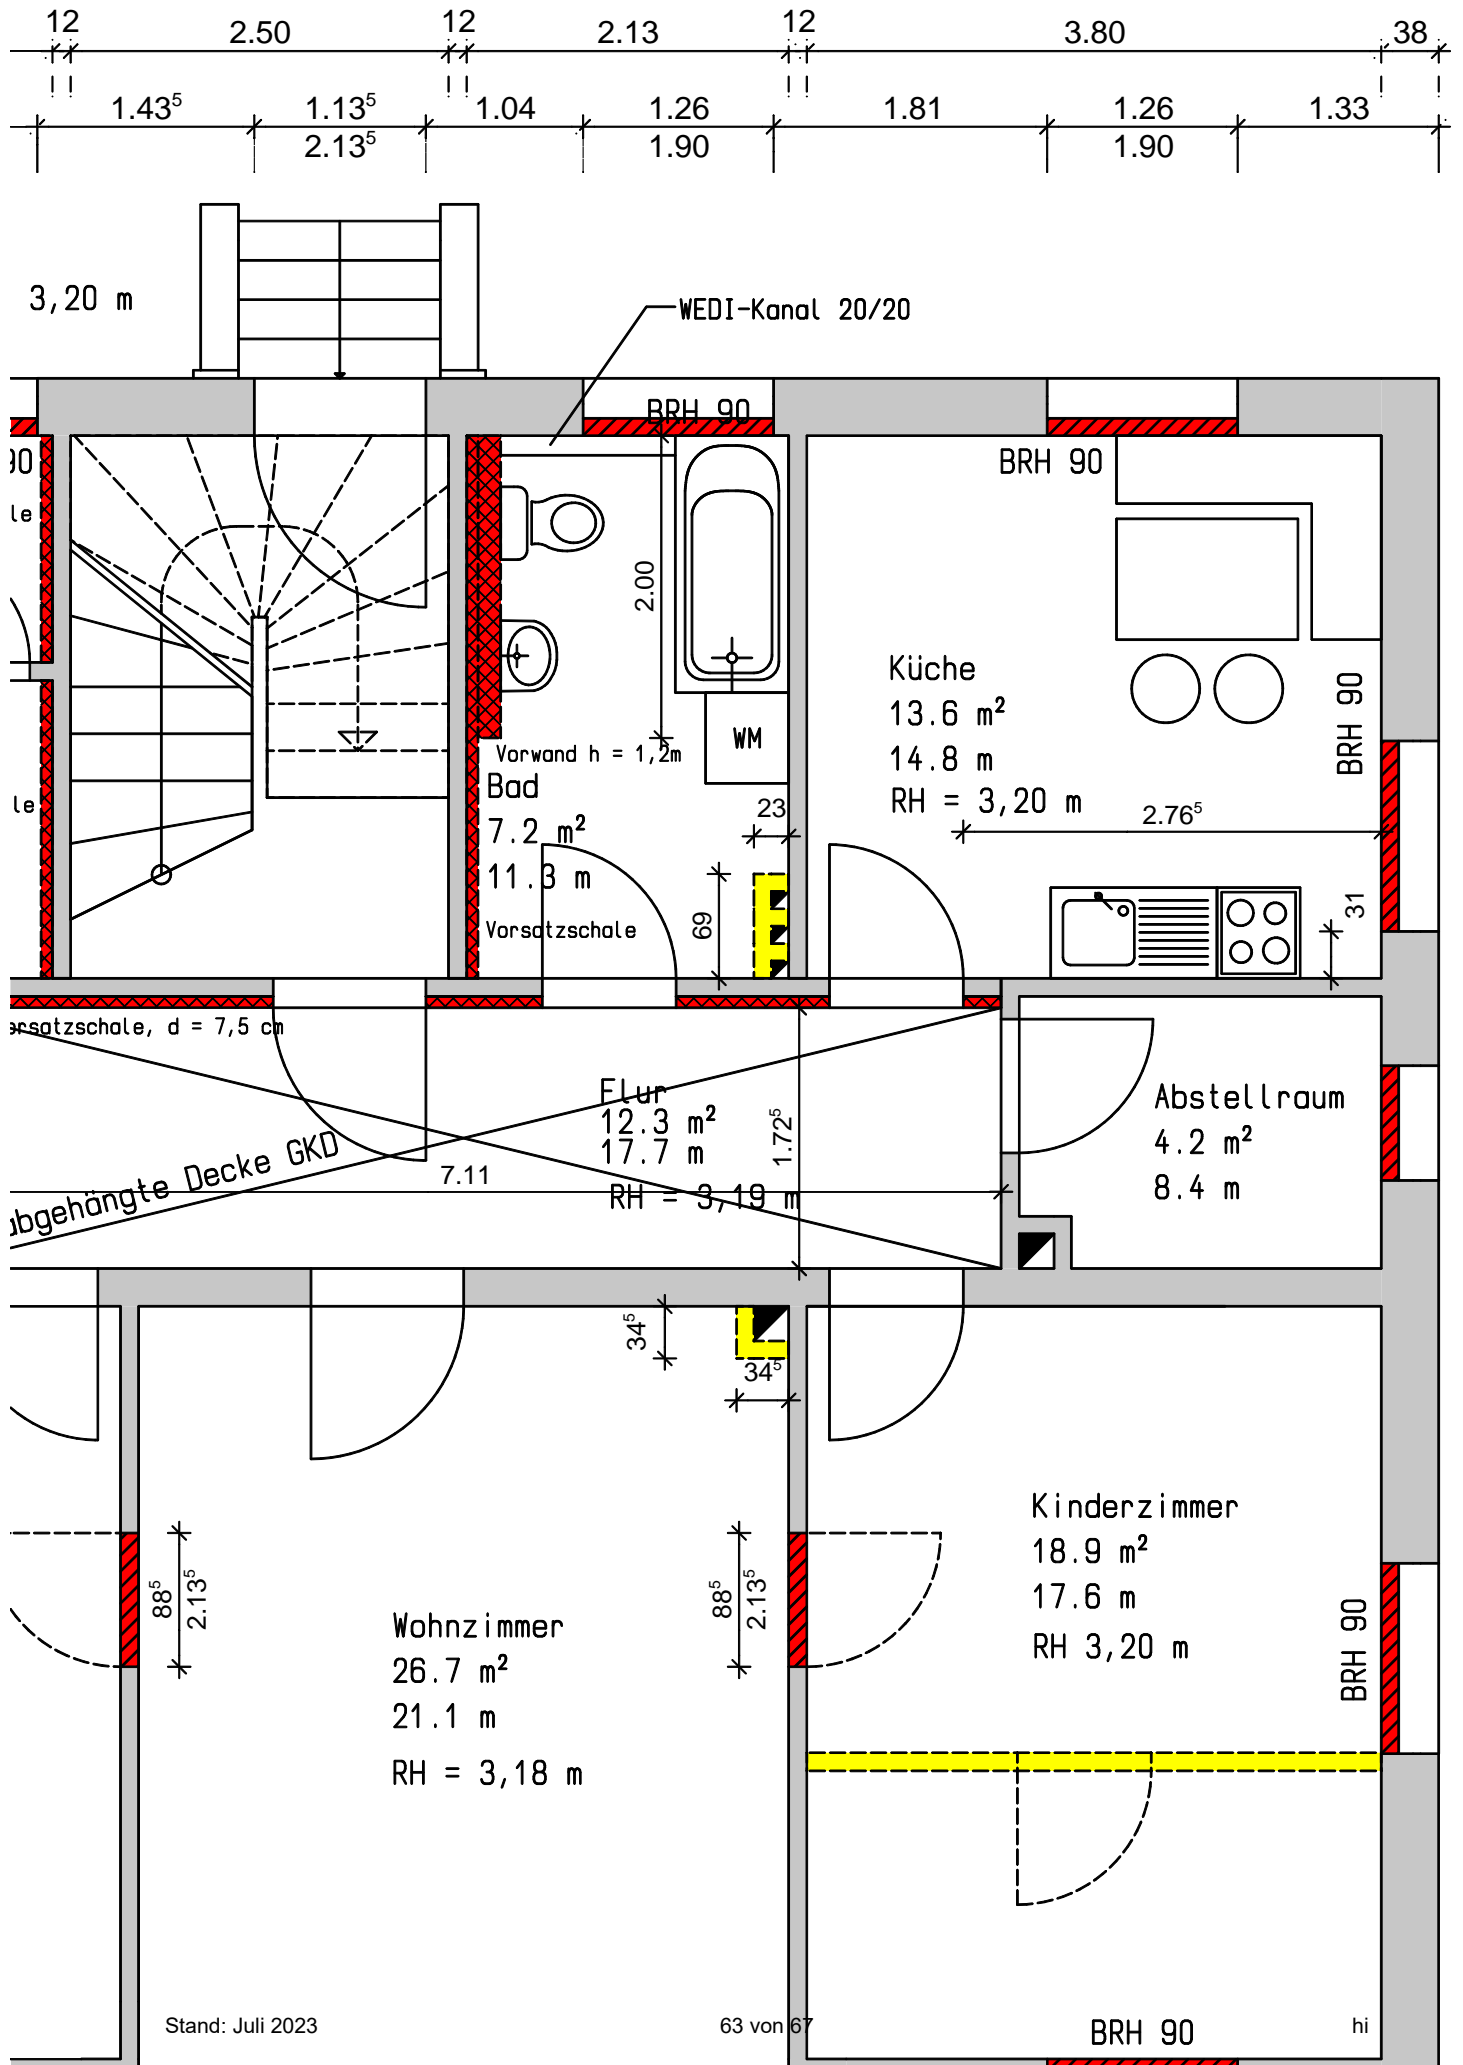 12 2.50 12 2.13 12 3.80 38
1.43⁵ 1.13⁵ 1.04 1.26 1.81 1.26 1.33
2.13⁵ 1.90 1.90
3,20 m
WEDI-Kanal 20/20
BRH 90
BRH 90
90
le
2.00
Küche
13.6 m²
14.8 m
RH = 3,20 m
BRH 90
WM
Vorwand h = 1,2m
Bad
7.2 m²
11.3 m
Vorsatzschale
le
23
69
2.76⁵
31
orsatzschale, d = 7,5 cm
Flur
12.3 m²
17.7 m
RH = 3,19 m
1.72⁵
7.11
abgehängte Decke GKD
Abstellraum
4.2 m²
8.4 m
34⁵
34⁵
Kinderzimmer
18.9 m²
17.6 m
RH 3,20 m
BRH 90
88⁵
2.13⁵
88⁵
2.13⁵
Wohnzimmer
26.7 m²
21.1 m
RH = 3,18 m
BRH 90
Stand: Juli 2023 63 von 67 hi